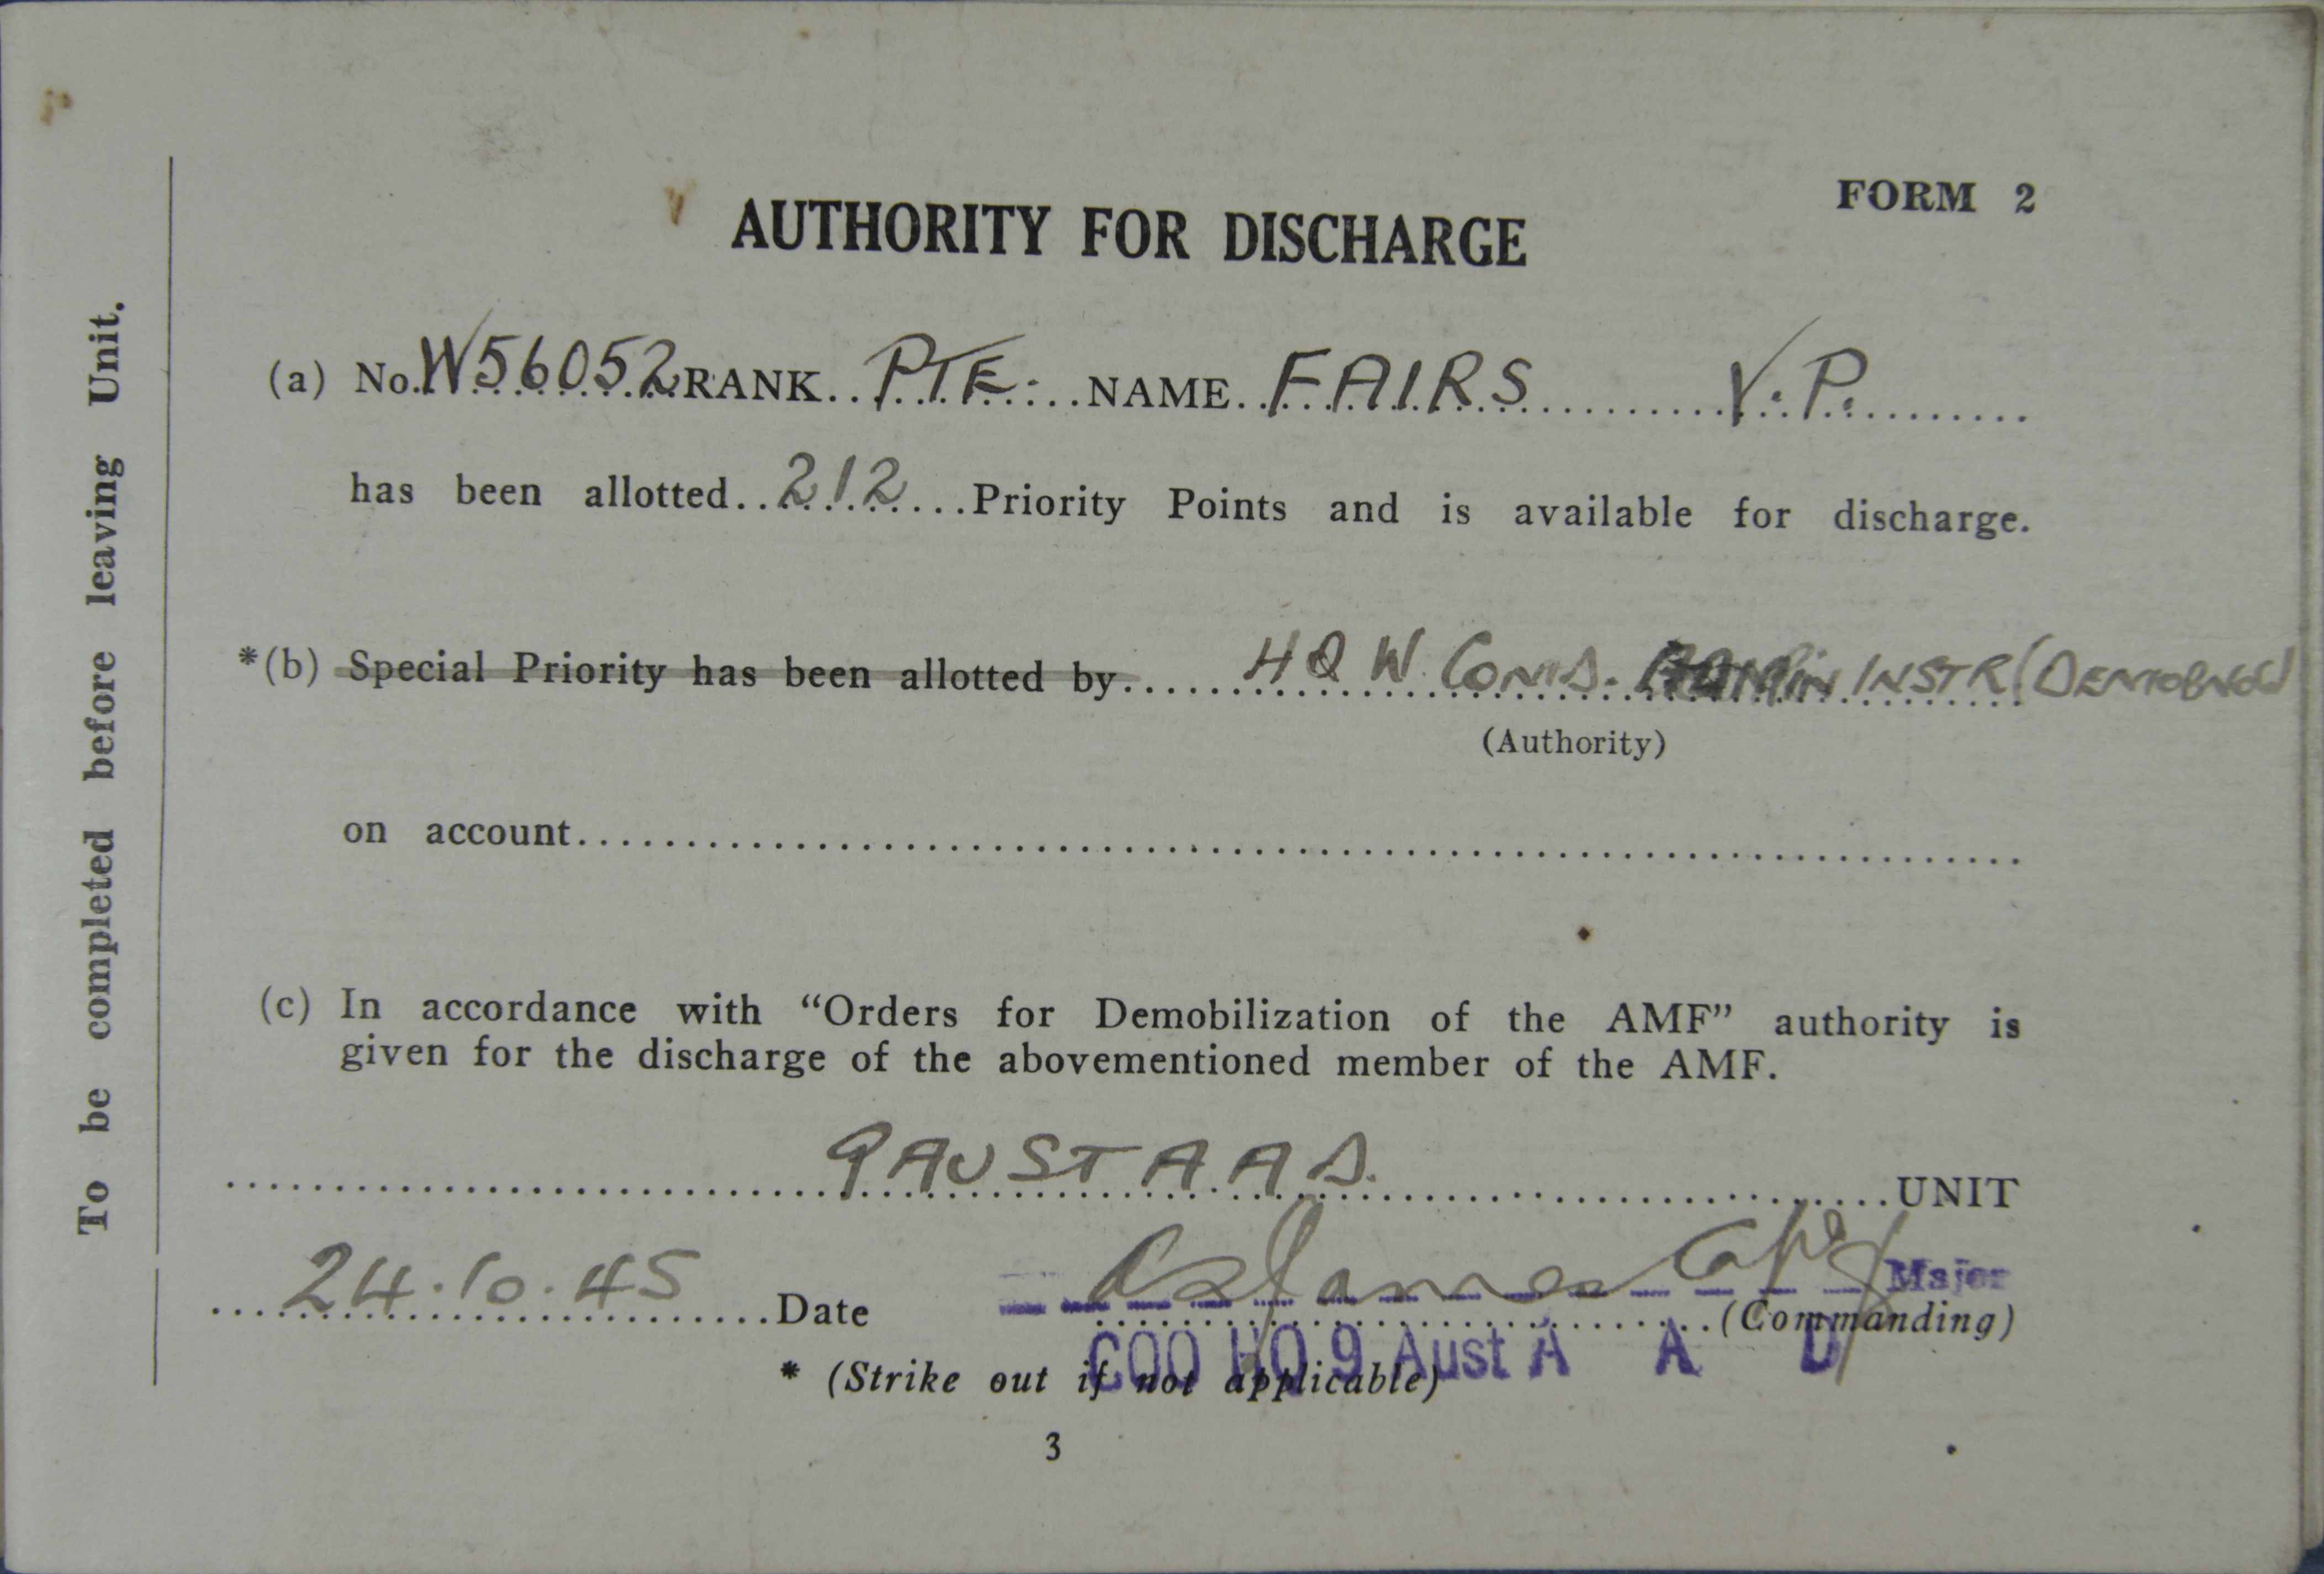 FORM 2
AUTHORITY FOR DISCHARGE
To be completed before leaving Unit.
(a) No. W56052 RANK PTE. NAME FAIRS V.P.
has been allotted 212 Priority Points and is available for discharge.
*(b) Special Priority has been allotted by HQ W Comd. ADMIN INSTR (DEMOB NO
(Authority)
on account
(c) In accordance with “Orders for Demobilization of the AMF” authority is
given for the discharge of the abovementioned member of the AMF.
9 AUST A A D. UNIT
24.10.45 Date Capt Major
(Commanding)
COO HQ 9 Aust A A D
* (Strike out if not applicable)
3